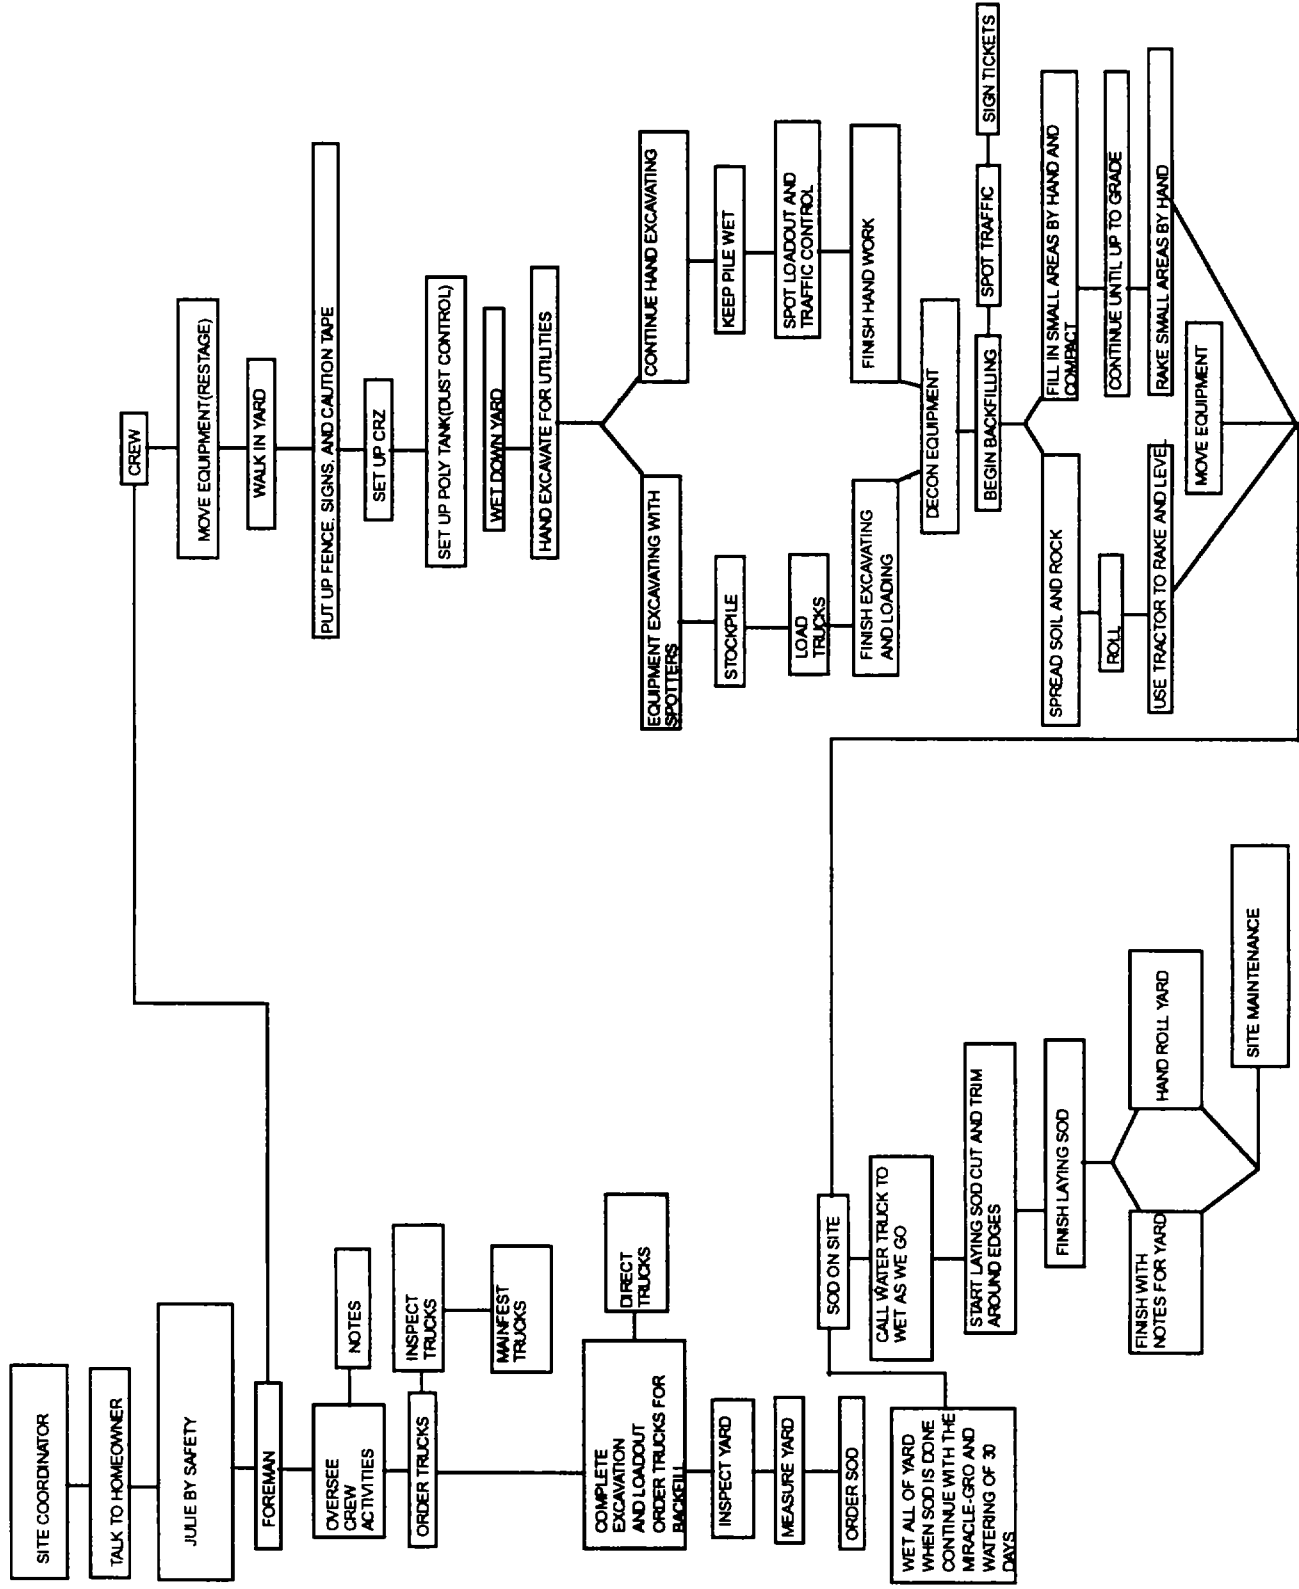 SITE COORDINATOR
TALK TO HOMEOWNER
JULIE BY SAFETY
FOREMAN
OVERSEE
CREW
ACTIVITIES
NOTES
ORDER TRUCKS
INSPECT
TRUCKS
MAINFEST
TRUCKS
COMPLETE
EXCAVATION
AND LOADOUT
ORDER TRUCKS FOR
BACKFILL
DIRECT
TRUCKS
INSPECT YARD
MEASURE YARD
ORDER SOD
CREW
MOVE EQUIPMENT(RESTAGE)
WALK IN YARD
PUT UP FENCE, SIGNS, AND CAUTION TAPE
SET UP CRZ
SET UP POLY TANK(DUST CONTROL)
WET DOWN YARD
HAND EXCAVATE FOR UTILITIES
EQUIPMENT EXCAVATING WITH
SPOTTERS
STOCKPILE
LOAD
TRUCKS
FINISH EXCAVATING
AND LOADING
CONTINUE HAND EXCAVATING
KEEP PILE WET
SPOT LOADOUT AND
TRAFFIC CONTROL
FINISH HAND WORK
DECON EQUIPMENT
BEGIN BACKFILLING
SPOT TRAFFIC
SIGN TICKETS
SPREAD SOIL AND ROCK
ROLL
USE TRACTOR TO RAKE AND LEVEL
FILL IN SMALL AREAS BY HAND AND
COMPACT
CONTINUE UNTIL UP TO GRADE
RAKE SMALL AREAS BY HAND
MOVE EQUIPMENT
SOD ON SITE
WET ALL OF YARD
WHEN SOD IS DONE
CONTINUE WITH THE
MIRACLE-GRO AND
WATERING OF 30
DAYS
CALL WATER TRUCK TO
WET AS WE GO
START LAYING SOD CUT AND TRIM
AROUND EDGES
FINISH LAYING SOD
FINISH WITH
NOTES FOR YARD
HAND ROLL YARD
SITE MAINTENANCE